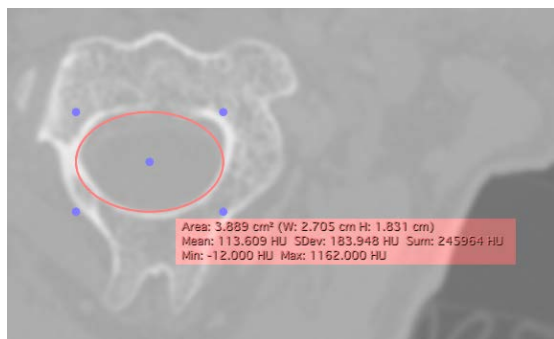 Area: 3.889 cm² (W: 2.705 cm H: 1.831 cm)
Mean: 113.609 HU SDev: 183.948 HU Sum: 245964 HU
Min: -12.000 HU Max: 1162.000 HU